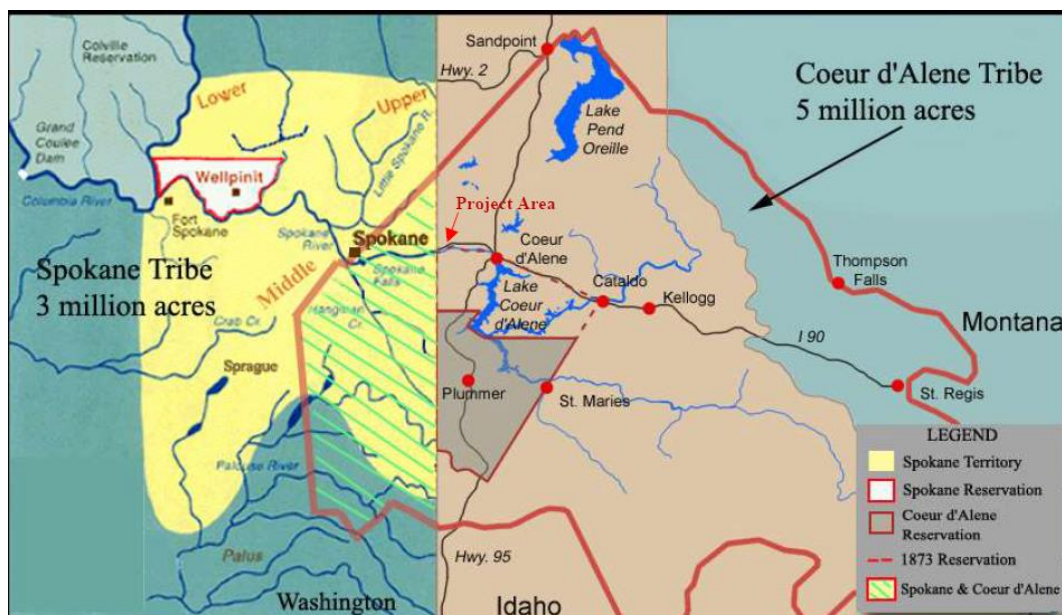 Colville
Reservation
Grand
Coulee
Dam
Columbia River
Lower
Upper
Wellpinit
Fort
Spokane
Little Spokane R.
Spokane
River
Spokane
Spokane
Falls
Middle
Hangman
Cr.
Crab Cr.
Sprague
Palouse River
Palus
Spokane Tribe
3 million acres
Washington
Sandpoint
Hwy. 2
Lake
Pend
Oreille
Project Area
Coeur
d'Alene
Lake
Coeur
d'Alene
Cataldo
Kellogg
Plummer
St. Maries
Hwy. 95
Idaho
Coeur d'Alene Tribe
5 million acres
Thompson
Falls
Montana
I 90
St. Regis
LEGEND
Spokane Territory
Spokane Reservation
Coeur d'Alene
Reservation
1873 Reservation
Spokane & Coeur d'Alene